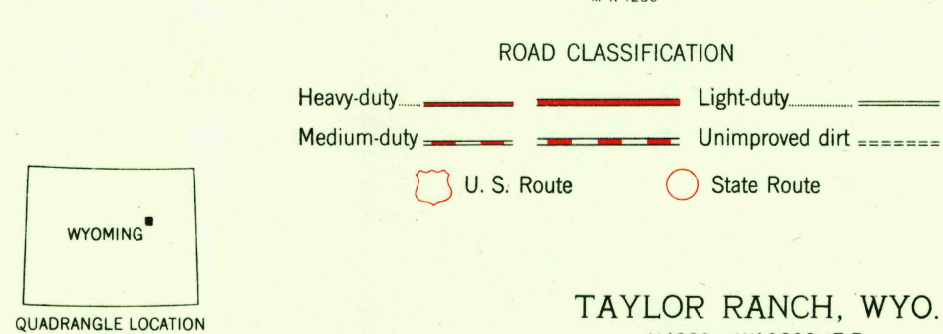 ROAD CLASSIFICATION
Heavy-duty Light-duty
Medium-duty Unimproved dirt
U. S. Route State Route
WYOMING
QUADRANGLE LOCATION
TAYLOR RANCH, WYO.